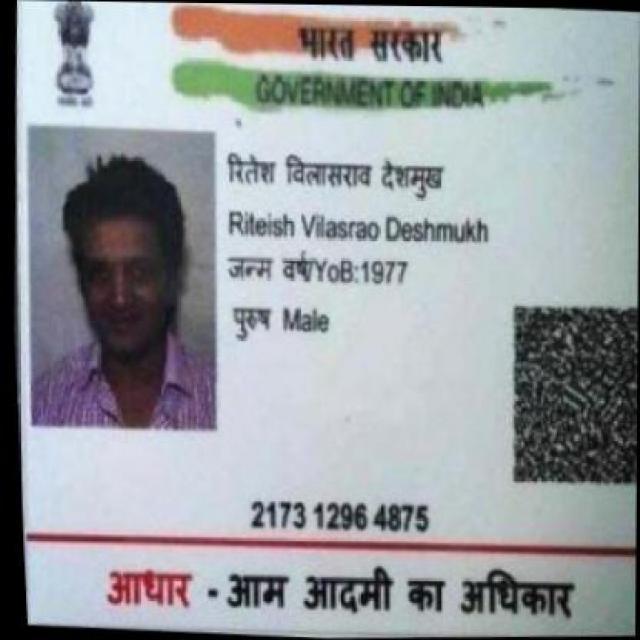 भारत सरकार
GOVERNMENT OF INDIA
रितेश विलासराव देशमुख
Riteish Vilasrao Deshmukh
जन्म वर्ष/YoB:1977
पुरुष Male
2173 1296 4875
आधार - आम आदमी का अधिकार